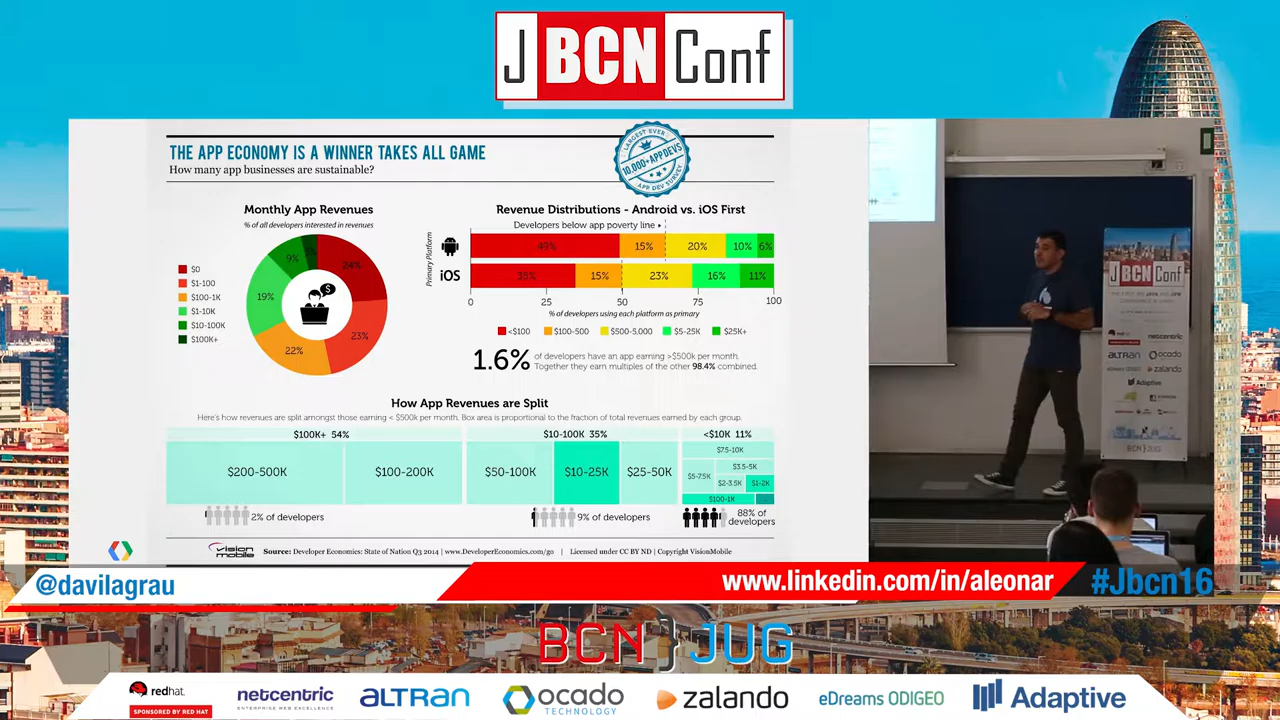 J BCN Conf
THE APP ECONOMY IS A WINNER TAKES ALL GAME
How many app businesses are sustainable?
LARGEST EVER
10,000+ APP DEVS
APP DEV SURVEY
Monthly App Revenues
% of all developers interested in revenues
$0
$1-100
$100-1K
$1-10K
$10-100K
$100K+
24%
23%
22%
19%
9%
Revenue Distributions - Android vs. iOS First
Developers below app poverty line
Primary Platform
49% 15% 20% 10% 6%
iOS 35% 15% 23% 16% 11%
0 25 50 75 100
% of developers using each platform as primary
<$100 $100-500 $500-5,000 $5-25K $25K+
1.6% of developers have an app earning >$500k per month.
Together they earn multiples of the other 98.4% combined.
How App Revenues are Split
Here's how revenues are split amongst those earning < $500k per month. Box area is proportional to the fraction of total revenues earned by each group.
$100K+ 54% $10-100K 35% <$10K 11%
$200-500K $100-200K $50-100K $10-25K $25-50K
$7.5-10K
$5-7.5K $3.5-5K
$2-3.5K $1-2K
$100-1K
2% of developers 9% of developers 88% of
developers
vision
mobile
Source: Developer Economics: State of Nation Q3 2014 | www.DeveloperEconomics.com/go | Licensed under CC BY ND | Copyright VisionMobile
JBCNConf
redhat
netcentric
ALTRAN ocado
zalando
Adaptive
BCN JUG
@davilagrau
www.linkedin.com/in/aleonar
#Jbcn16
BCN JUG
redhat.
SPONSORED BY RED HAT
netcentric
ENTERPRISE WEB EXCELLENCE
ALTRAN
ocado
TECHNOLOGY
zalando
eDreams ODIGEO
Adaptive